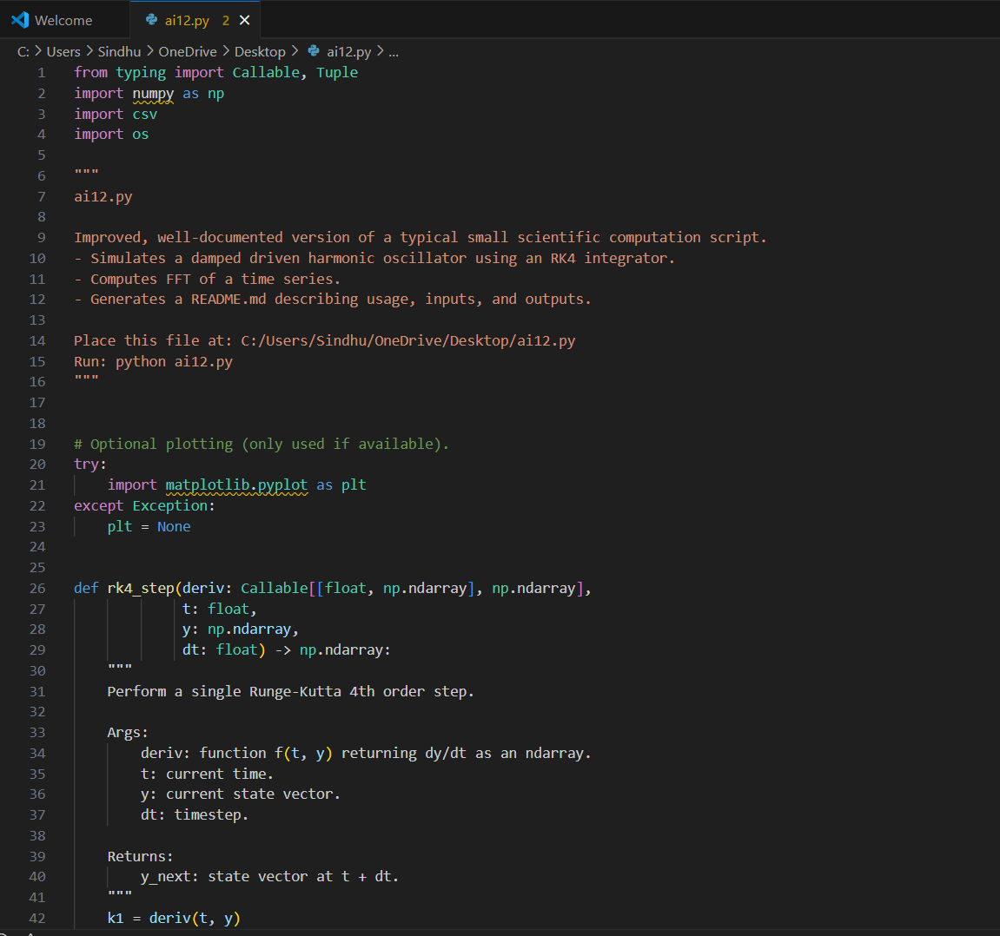 Welcome
ai12.py 2
C: > Users > Sindhu > OneDrive > Desktop > ai12.py > ...
1 from typing import Callable, Tuple
2 import numpy as np
3 import csv
4 import os
5
6 """
7 ai12.py
8
9 Improved, well-documented version of a typical small scientific computation script.
10 - Simulates a damped driven harmonic oscillator using an RK4 integrator.
11 - Computes FFT of a time series.
12 - Generates a README.md describing usage, inputs, and outputs.
13
14 Place this file at: C:/Users/Sindhu/OneDrive/Desktop/ai12.py
15 Run: python ai12.py
16 """
17
18
19 # Optional plotting (only used if available).
20 try:
21     import matplotlib.pyplot as plt
22 except Exception:
23     plt = None
24
25
26 def rk4_step(deriv: Callable[[float, np.ndarray], np.ndarray],
27              t: float,
28              y: np.ndarray,
29              dt: float) -> np.ndarray:
30     """
31     Perform a single Runge-Kutta 4th order step.
32
33     Args:
34         deriv: function f(t, y) returning dy/dt as an ndarray.
35         t: current time.
36         y: current state vector.
37         dt: timestep.
38
39     Returns:
40         y_next: state vector at t + dt.
41     """
42     k1 = deriv(t, y)